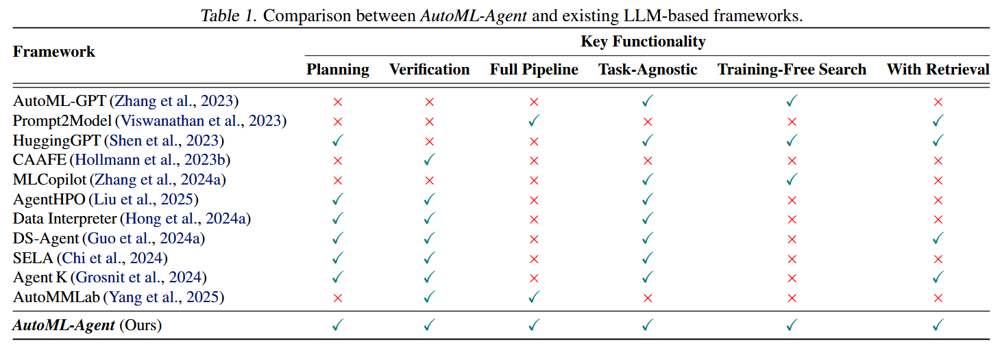 Table 1. Comparison between AutoML-Agent and existing LLM-based frameworks.
Framework Key Functionality
Planning Verification Full Pipeline Task-Agnostic Training-Free Search With Retrieval
AutoML-GPT (Zhang et al., 2023) × × × ✓ ✓ ×
Prompt2Model (Viswanathan et al., 2023) × × ✓ × × ✓
HuggingGPT (Shen et al., 2023) ✓ × × ✓ ✓ ✓
CAAFE (Hollmann et al., 2023b) × ✓ × × × ×
MLCopilot (Zhang et al., 2024a) × × × ✓ ✓ ×
AgentHPO (Liu et al., 2025) ✓ ✓ × ✓ × ×
Data Interpreter (Hong et al., 2024a) ✓ ✓ × ✓ × ×
DS-Agent (Guo et al., 2024a) ✓ ✓ × ✓ × ✓
SELA (Chi et al., 2024) ✓ ✓ × ✓ × ×
Agent K (Grosnit et al., 2024) ✓ ✓ × ✓ × ✓
AutoMMLab (Yang et al., 2025) × ✓ ✓ × × ×
AutoML-Agent (Ours) ✓ ✓ ✓ ✓ ✓ ✓